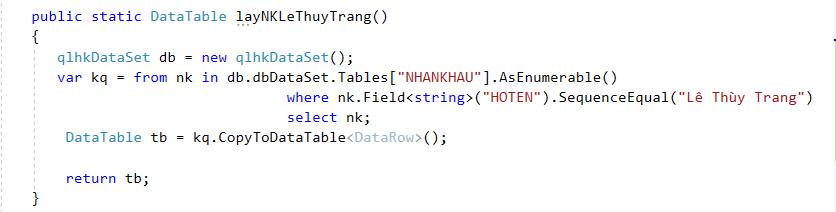 public static DataTable layNKLeThuyTrang()
{
qlhkDataSet db = new qlhkDataSet();
var kq = from nk in db.dbDataSet.Tables["NHANKHAU"].AsEnumerable()
where nk.Field<string>("HOTEN").SequenceEqual("Lê Thùy Trang")
select nk;
DataTable tb = kq.CopyToDataTable<DataRow>();
return tb;
}